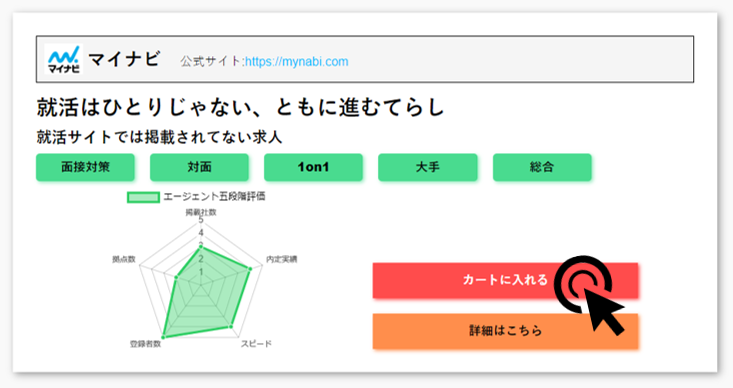 マイナビ マイナビ 公式サイト:https://mynabi.com
就活はひとりじゃない、ともに進むてらし
就活サイトでは掲載されてない求人
面接対策 対面 1on1 大手 総合
エージェント五段階評価
掲載社数
5
4
3
2
1
拠点数 内定実績
登録者数 スピード
カートに入れる
詳細はこちら